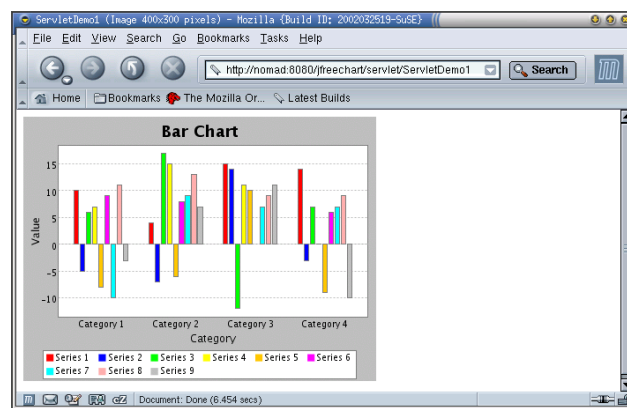 ServletDemo1 (Image 400x300 pixels) - Mozilla {Build ID: 2002032519-SuSE}
File Edit View Search Go Bookmarks Tasks Help
http://nomad:8080/jfreechart/servlet/ServletDemo1 Search
Home Bookmarks The Mozilla Or... Latest Builds
Bar Chart
15
10
5
0
-5
-10
Value
Category 1 Category 2 Category 3 Category 4
Category
Series 1 Series 2 Series 3 Series 4 Series 5 Series 6
Series 7 Series 8 Series 9
Document: Done (6.454 secs)